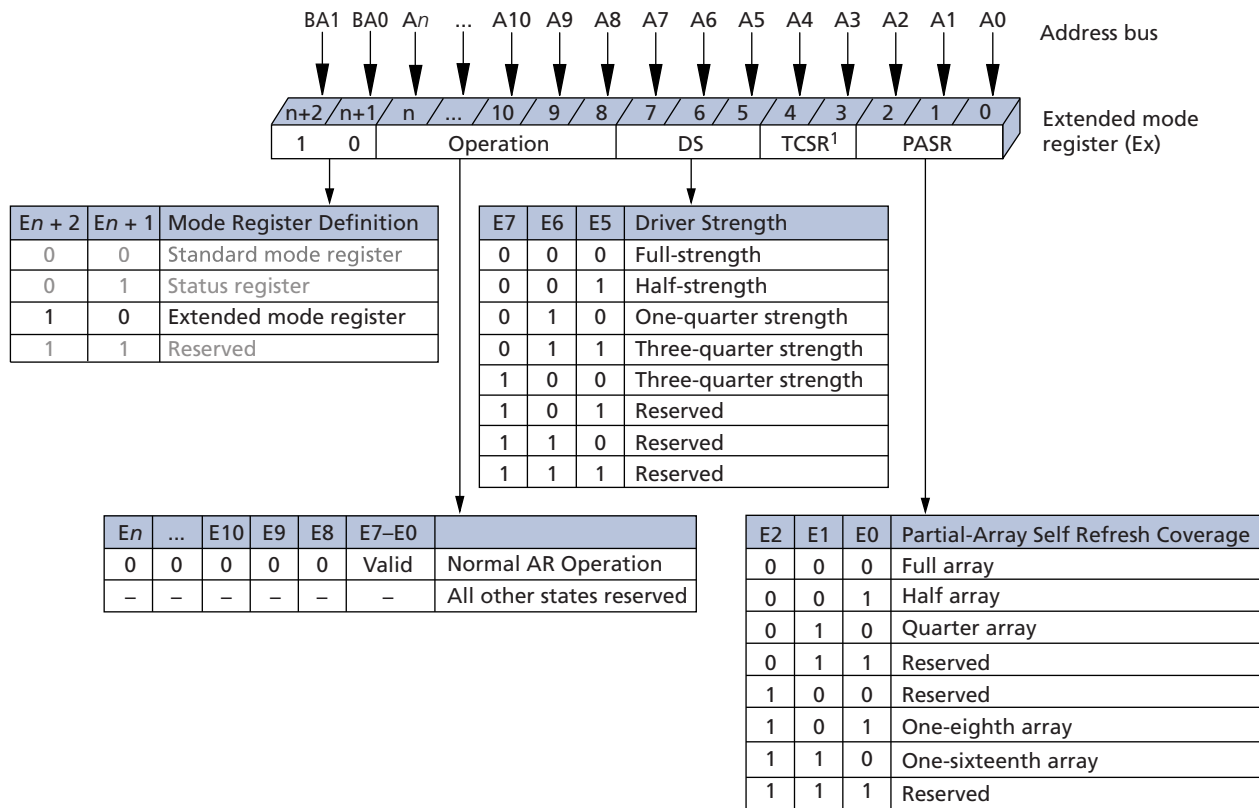 BA1 BA0 An ... A10 A9 A8 A7 A6 A5 A4 A3 A2 A1 A0 Address bus
n+2 n+1 n ... 10 9 8 7 6 5 4 3 2 1 0 Extended mode
1 0 Operation DS TCSR1 PASR register (Ex)
En + 2 En + 1 Mode Register Definition
0 0 Standard mode register
0 1 Status register
1 0 Extended mode register
1 1 Reserved
E7 E6 E5 Driver Strength
0 0 0 Full-strength
0 0 1 Half-strength
0 1 0 One-quarter strength
0 1 1 Three-quarter strength
1 0 0 Three-quarter strength
1 0 1 Reserved
1 1 0 Reserved
1 1 1 Reserved
En ... E10 E9 E8 E7–E0
0 0 0 0 0 Valid Normal AR Operation
– – – – – – All other states reserved
E2 E1 E0 Partial-Array Self Refresh Coverage
0 0 0 Full array
0 0 1 Half array
0 1 0 Quarter array
0 1 1 Reserved
1 0 0 Reserved
1 0 1 One-eighth array
1 1 0 One-sixteenth array
1 1 1 Reserved